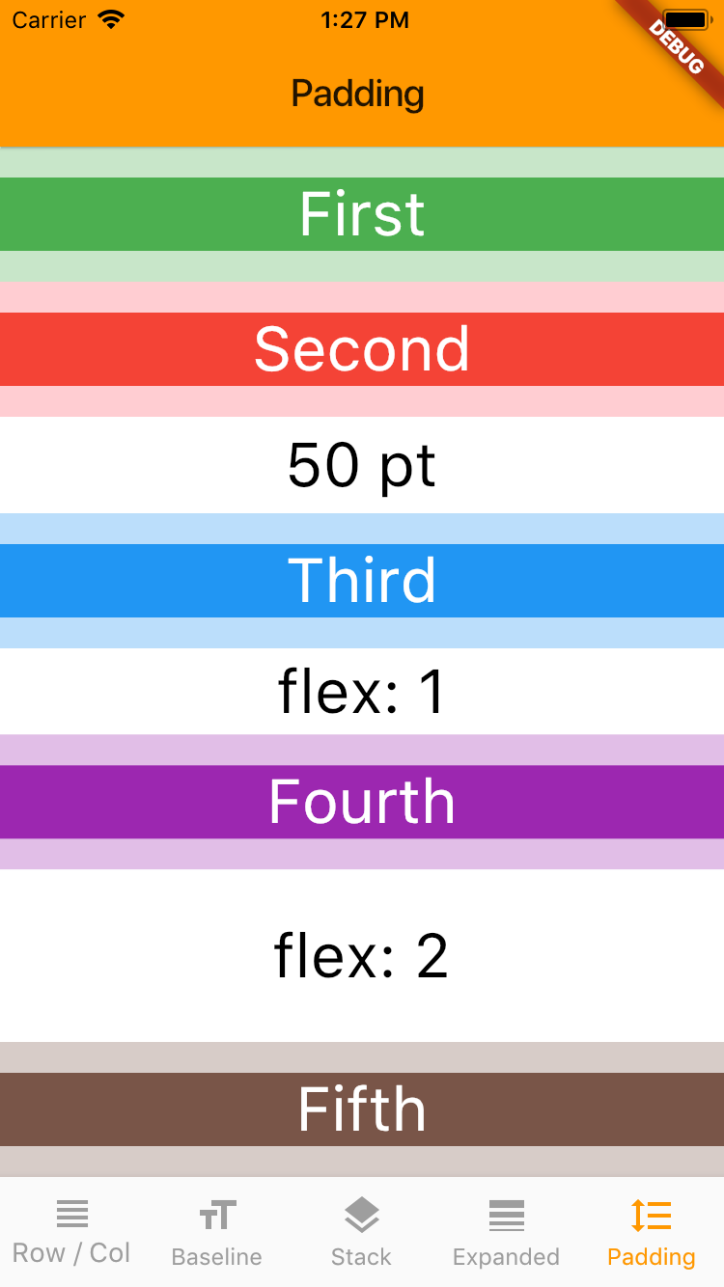 Carrier 1:27 PM
DEBUG
Padding
First
Second
50 pt
Third
flex: 1
Fourth
flex: 2
Fifth
Row / Col Baseline Stack Expanded Padding